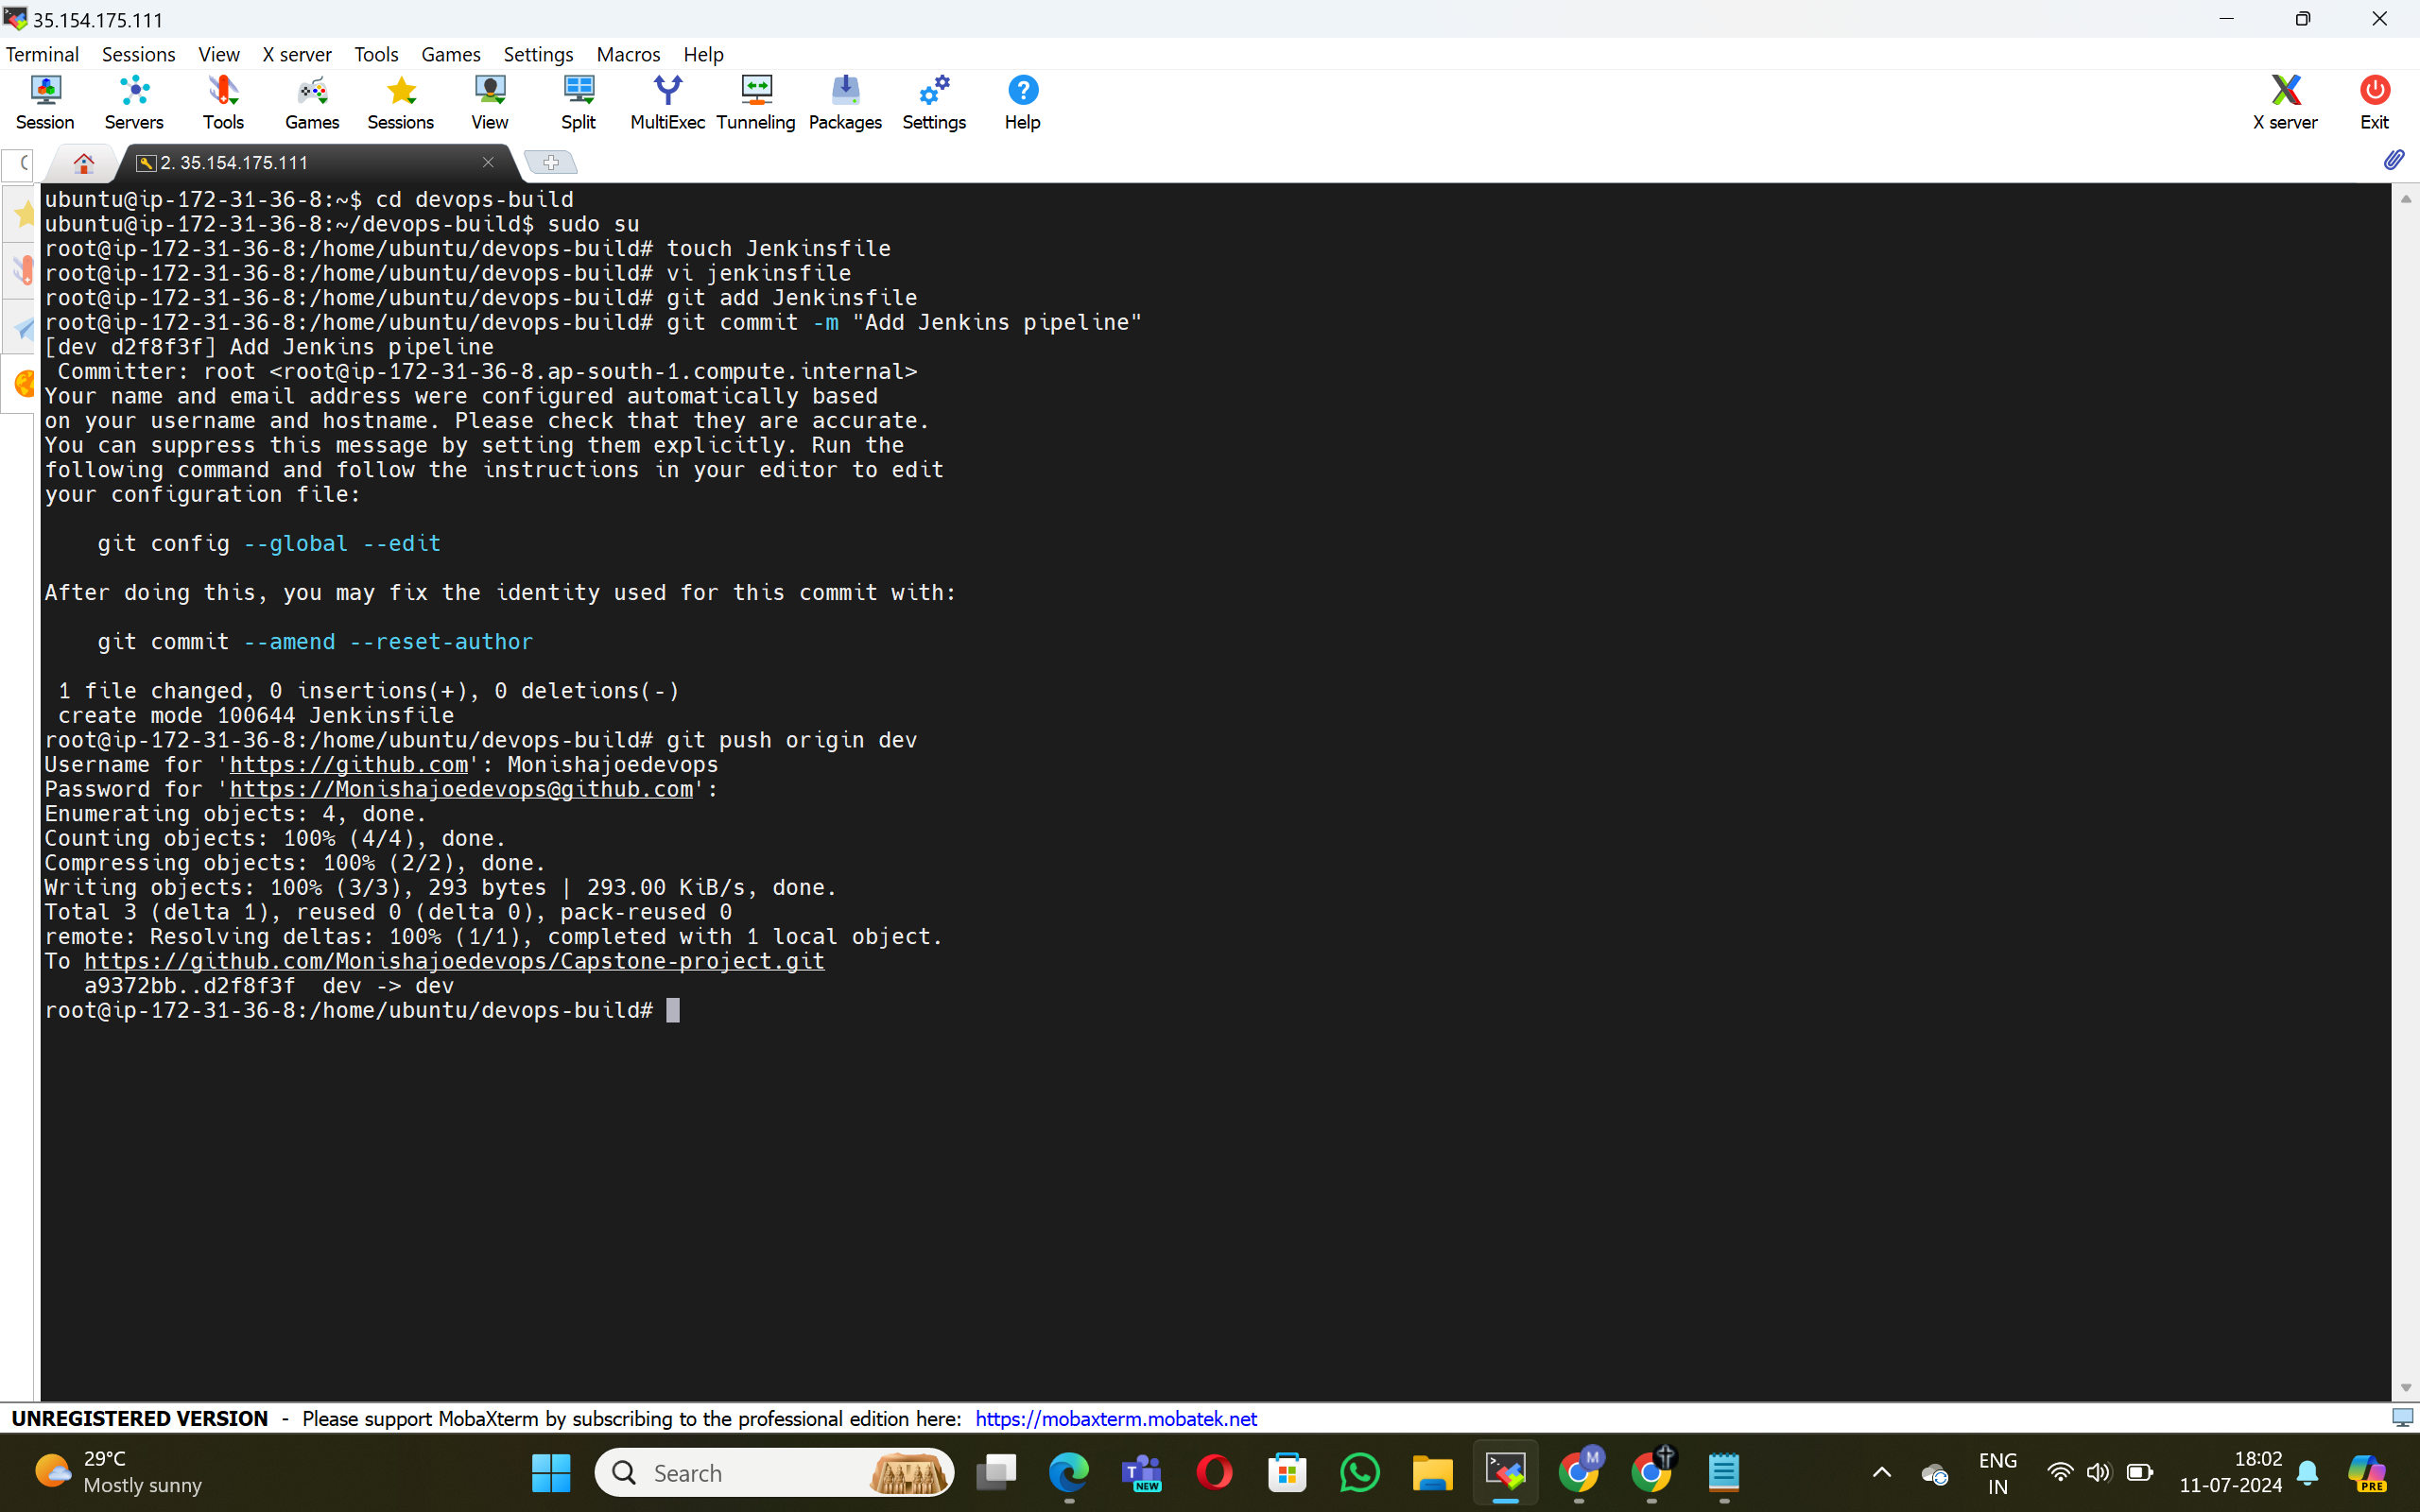 35.154.175.111
Terminal Sessions View X server Tools Games Settings Macros Help
Session Servers Tools Games Sessions View Split MultiExec Tunneling Packages Settings Help X server Exit
2. 35.154.175.111
ubuntu@ip-172-31-36-8:~$ cd devops-build
ubuntu@ip-172-31-36-8:~/devops-build$ sudo su
root@ip-172-31-36-8:/home/ubuntu/devops-build# touch Jenkinsfile
root@ip-172-31-36-8:/home/ubuntu/devops-build# vi jenkinsfile
root@ip-172-31-36-8:/home/ubuntu/devops-build# git add Jenkinsfile
root@ip-172-31-36-8:/home/ubuntu/devops-build# git commit -m "Add Jenkins pipeline"
[dev d2f8f3f] Add Jenkins pipeline
Committer: root <root@ip-172-31-36-8.ap-south-1.compute.internal>
Your name and email address were configured automatically based
on your username and hostname. Please check that they are accurate.
You can suppress this message by setting them explicitly. Run the
following command and follow the instructions in your editor to edit
your configuration file:
git config --global --edit
After doing this, you may fix the identity used for this commit with:
git commit --amend --reset-author
1 file changed, 0 insertions(+), 0 deletions(-)
create mode 100644 Jenkinsfile
root@ip-172-31-36-8:/home/ubuntu/devops-build# git push origin dev
Username for 'https://github.com': Monishajoedevops
Password for 'https://Monishajoedevops@github.com':
Enumerating objects: 4, done.
Counting objects: 100% (4/4), done.
Compressing objects: 100% (2/2), done.
Writing objects: 100% (3/3), 293 bytes | 293.00 KiB/s, done.
Total 3 (delta 1), reused 0 (delta 0), pack-reused 0
remote: Resolving deltas: 100% (1/1), completed with 1 local object.
To https://github.com/Monishajoedevops/Capstone-project.git
a9372bb..d2f8f3f dev -> dev
root@ip-172-31-36-8:/home/ubuntu/devops-build#
UNREGISTERED VERSION - Please support MobaXterm by subscribing to the professional edition here: https://mobaxterm.mobatek.net
29°C
Mostly sunny
Search
T
NEW
M
ENG
IN
18:02
11-07-2024
PRE